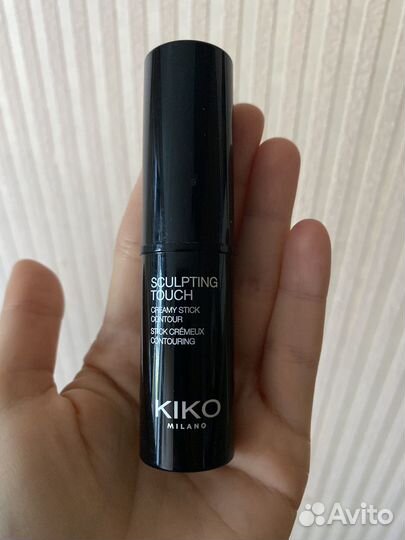 SCULPTING
TOUCH
CREAMY STICK
CONTOUR
STICK CRÉMEUX
CONTOURING
KIKO
MILANO
Avito